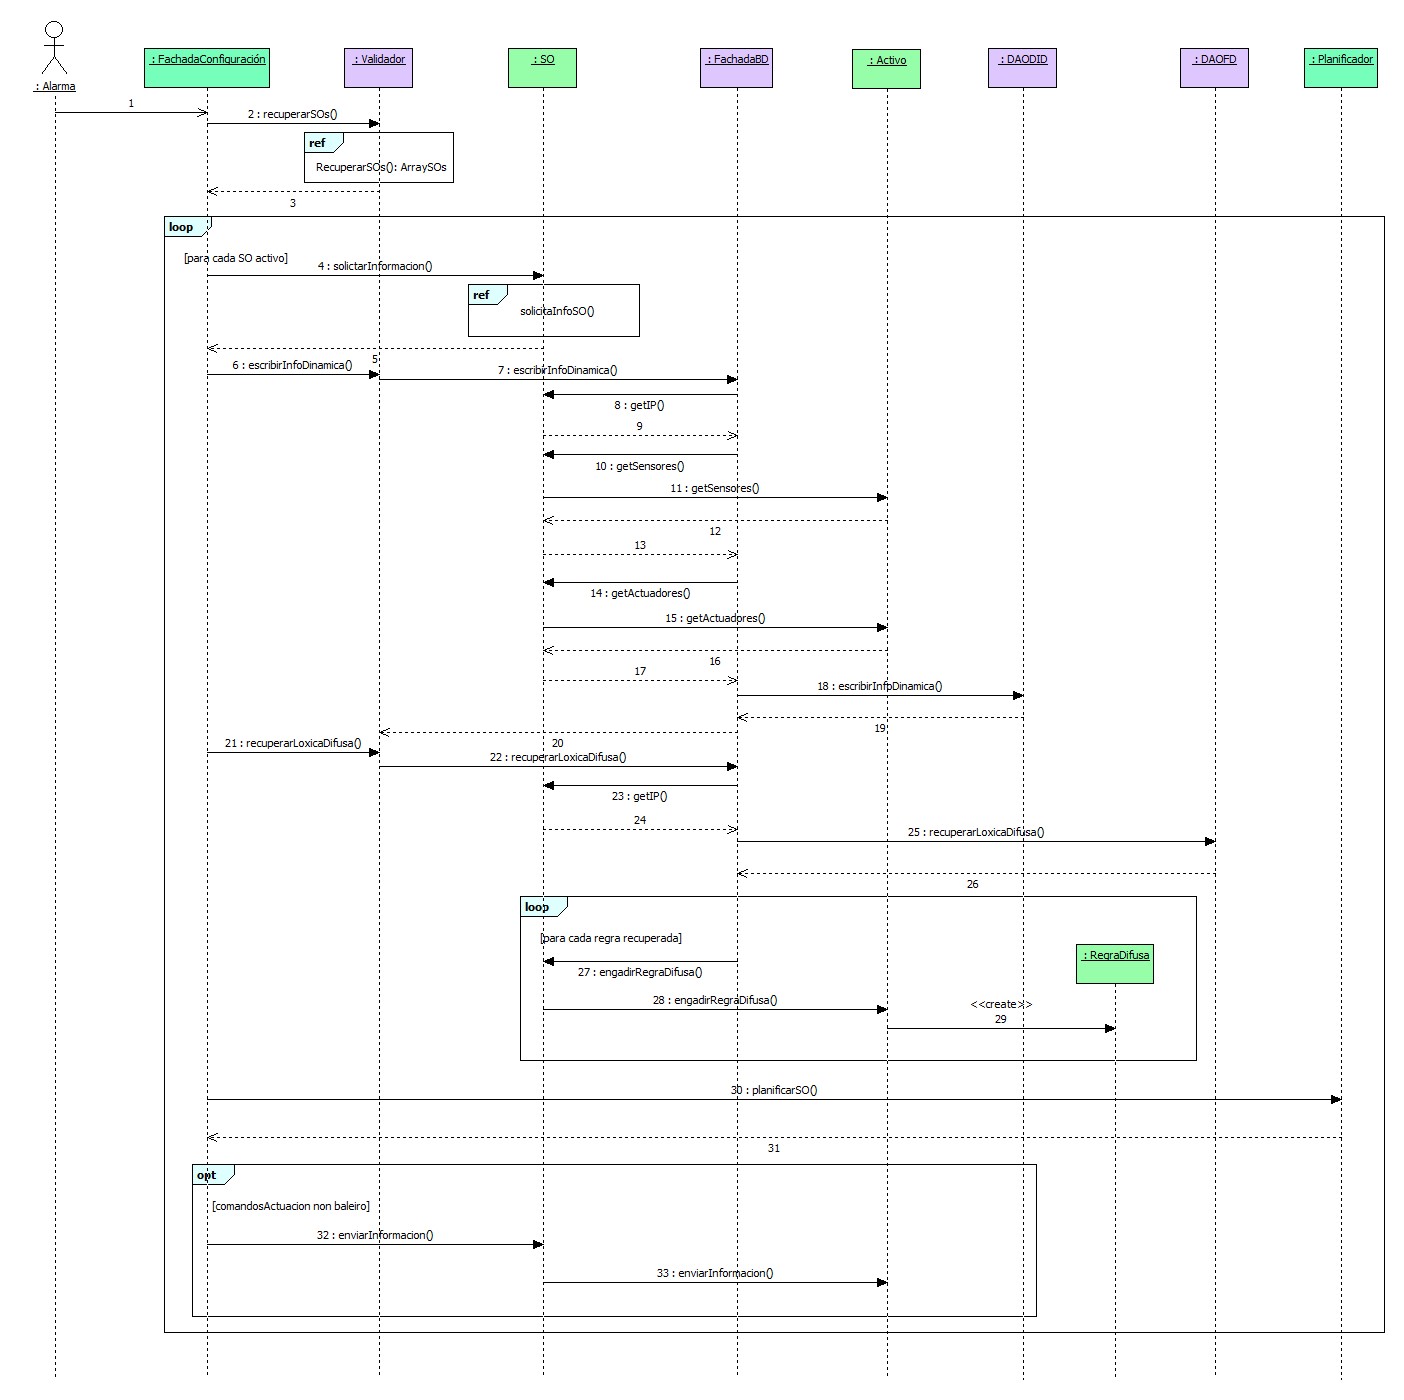 : Alarma
: FachadaConfiguración
: Validador
: SO
: FachadaBD
: Activo
: DAODID
: DAOFD
: Planificador
1
2 : recuperarSOs()
ref
RecuperarSOs(): ArraySOs
3
loop
[para cada SO activo]
4 : solictarInformacion()
ref
solicitaInfoSO()
5
6 : escribirInfoDinamica()
7 : escribirInfoDinamica()
8 : getIP()
9
10 : getSensores()
11 : getSensores()
12
13
14 : getActuadores()
15 : getActuadores()
16
17
18 : escribirInfoDinamica()
19
20
21 : recuperarLoxicaDifusa()
22 : recuperarLoxicaDifusa()
23 : getIP()
24
25 : recuperarLoxicaDifusa()
26
loop
[para cada regra recuperada]
: RegraDifusa
27 : engadirRegraDifusa()
28 : engadirRegraDifusa()
<<create>>
29
30 : planificarSO()
31
opt
[comandosActuacion non baleiro]
32 : enviarInformacion()
33 : enviarInformacion()